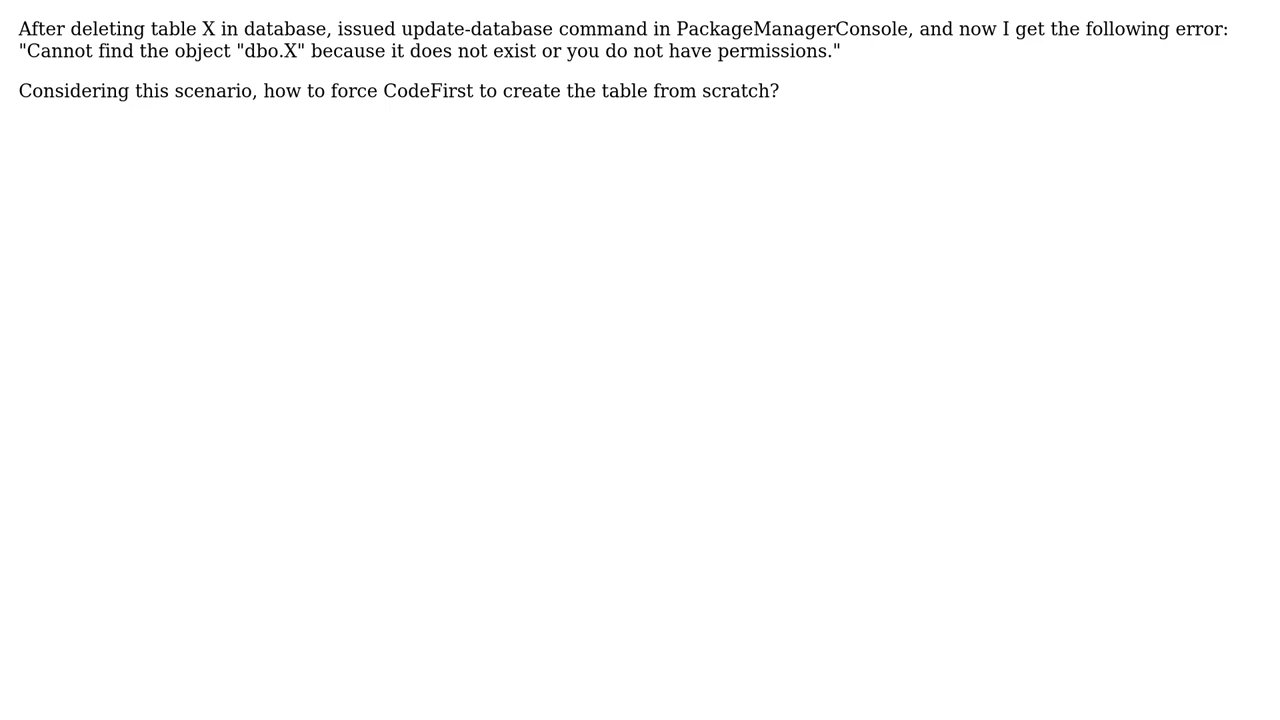 After deleting table X in database, issued update-database command in PackageManagerConsole, and now I get the following error:
"Cannot find the object "dbo.X" because it does not exist or you do not have permissions."
Considering this scenario, how to force CodeFirst to create the table from scratch?